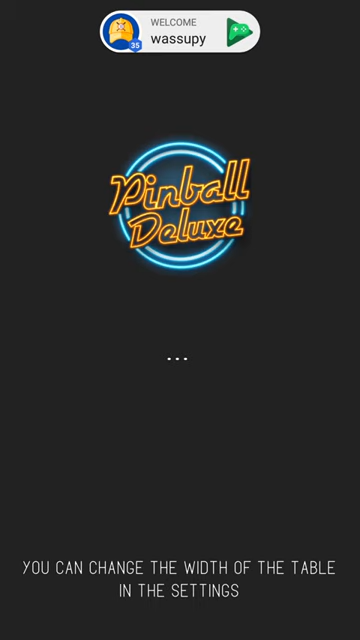 WELCOME
wassupy
35
Pinball
Deluxe
...
YOU CAN CHANGE THE WIDTH OF THE TABLE
IN THE SETTINGS